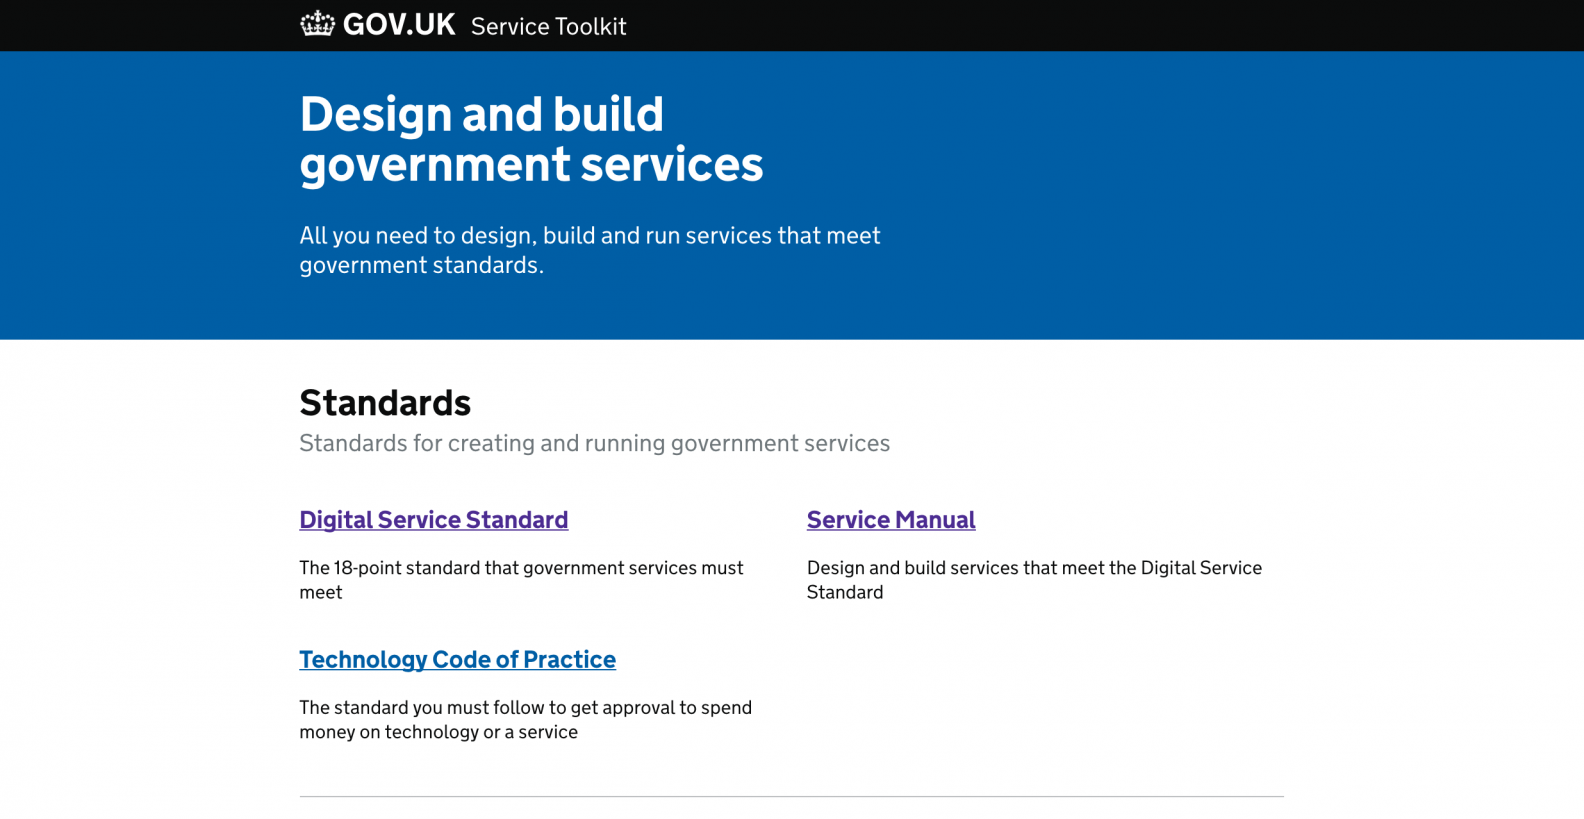 GOV.UK Service Toolkit
Design and build
government services
All you need to design, build and run services that meet
government standards.
Standards
Standards for creating and running government services
Digital Service Standard
The 18-point standard that government services must
meet
Service Manual
Design and build services that meet the Digital Service
Standard
Technology Code of Practice
The standard you must follow to get approval to spend
money on technology or a service